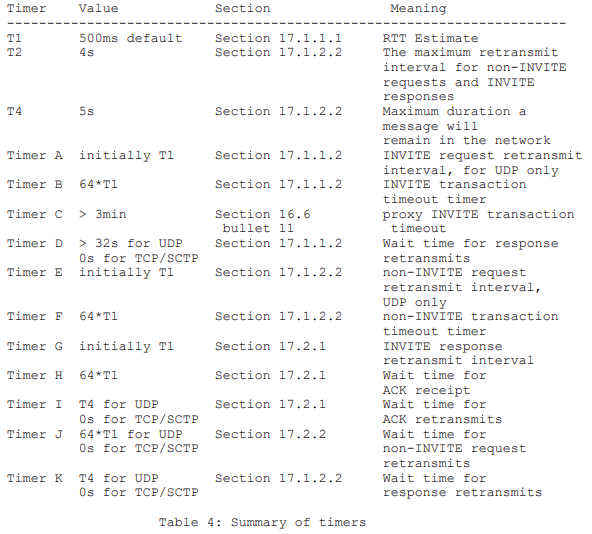 Timer    Value            Section               Meaning
----------------------------------------------------------------------
T1       500ms default    Section 17.1.1.1     RTT Estimate
T2       4s               Section 17.1.2.2     The maximum retransmit
                                               interval for non-INVITE
                                               requests and INVITE
                                               responses
T4       5s               Section 17.1.2.2     Maximum duration a
                                               message will
                                               remain in the network
Timer A  initially T1     Section 17.1.1.2     INVITE request retransmit
                                               interval, for UDP only
Timer B  64*T1            Section 17.1.1.2     INVITE transaction
                                               timeout timer
Timer C  > 3min           Section 16.6         proxy INVITE transaction
                           bullet 11            timeout
Timer D  > 32s for UDP    Section 17.1.1.2     Wait time for response
         0s for TCP/SCTP                       retransmits
Timer E  initially T1     Section 17.1.2.2     non-INVITE request
                                               retransmit interval,
                                               UDP only
Timer F  64*T1            Section 17.1.2.2     non-INVITE transaction
                                               timeout timer
Timer G  initially T1     Section 17.2.1       INVITE response
                                               retransmit interval
Timer H  64*T1            Section 17.2.1       Wait time for
                                               ACK receipt
Timer I  T4 for UDP       Section 17.2.1       Wait time for
         0s for TCP/SCTP                       ACK retransmits
Timer J  64*T1 for UDP    Section 17.2.2       Wait time for
         0s for TCP/SCTP                       non-INVITE request
                                               retransmits
Timer K  T4 for UDP       Section 17.1.2.2     Wait time for
         0s for TCP/SCTP                       response retransmits
                   Table 4: Summary of timers